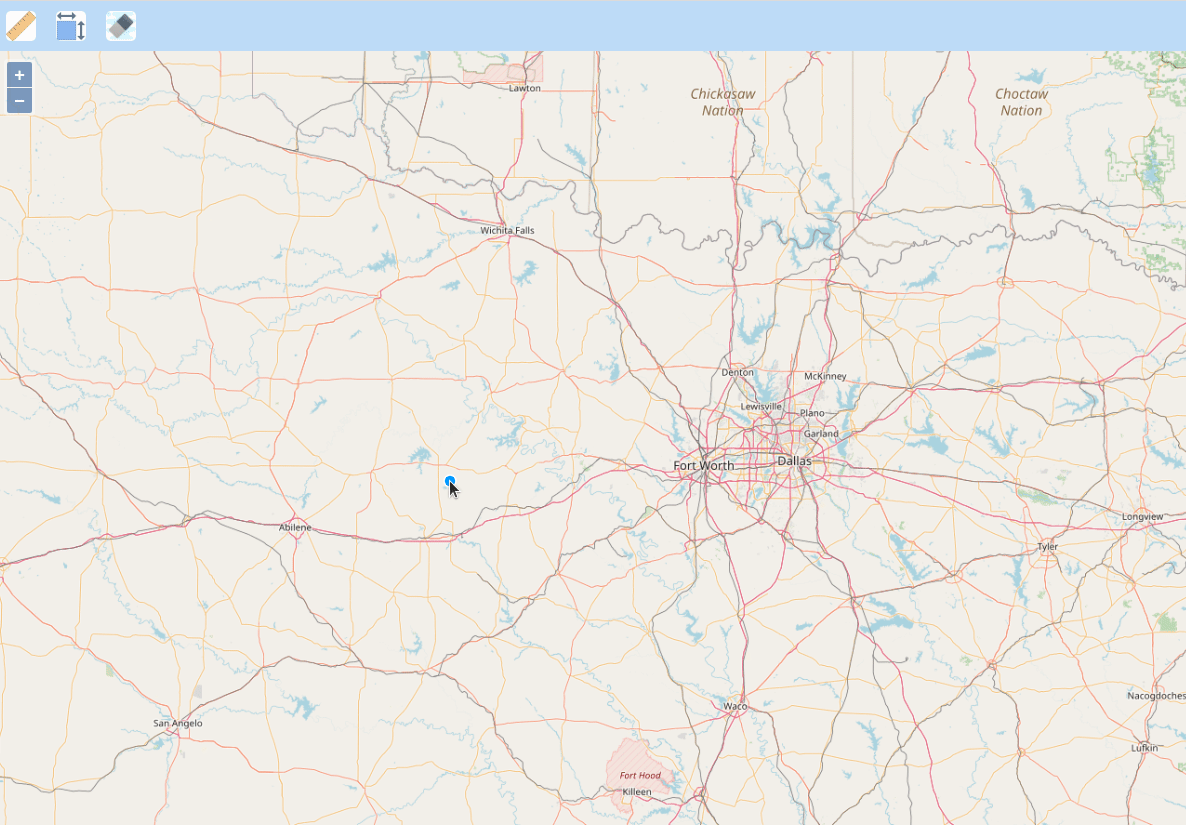 +
−
Lawton
Chickasaw
Nation
Choctaw
Nation
Wichita Falls
Denton
McKinney
Lewisville
Plano
Garland
Fort Worth
Dallas
Abilene
Longview
Tyler
Nacogdoches
San Angelo
Waco
Lufkin
Fort Hood
Killeen